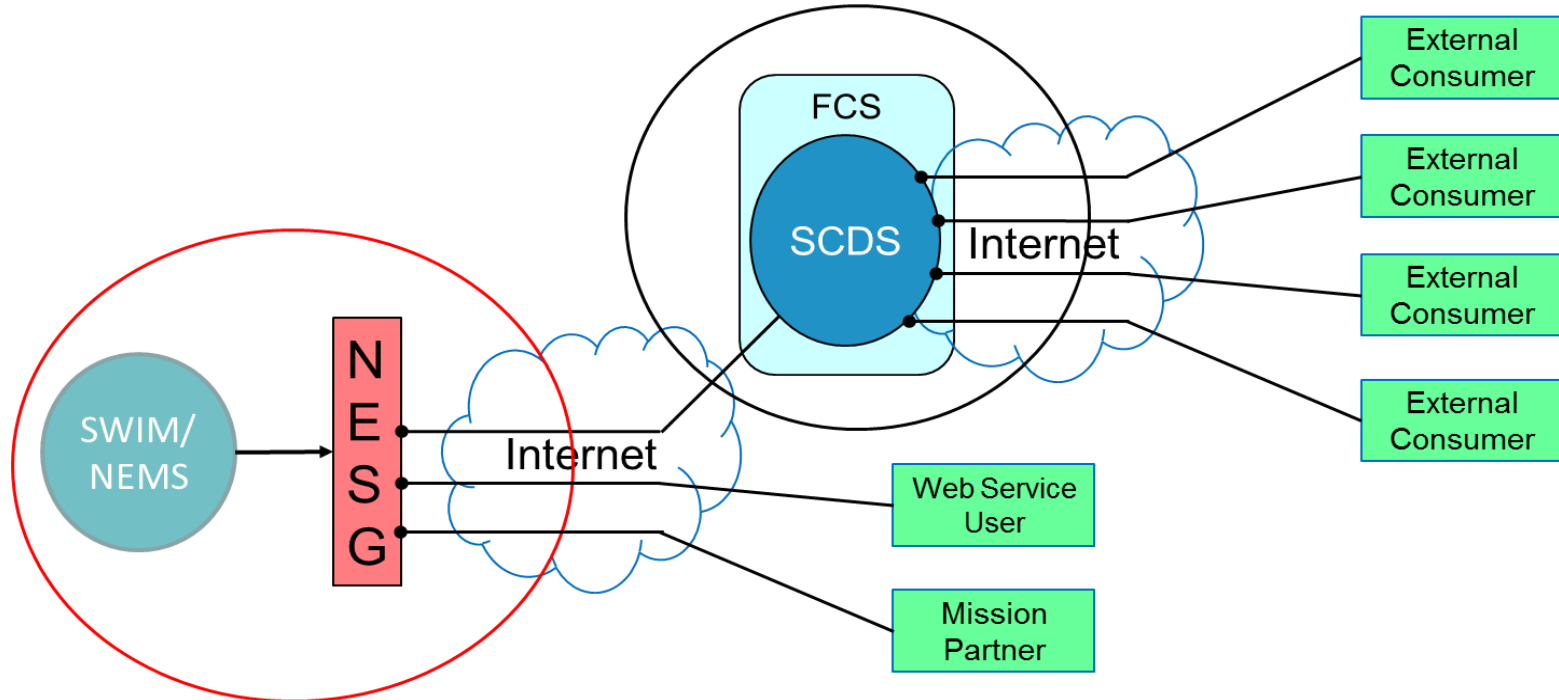 SWIM/
NEMS
N
E
S
G
Internet
FCS
SCDS
Internet
External
Consumer
External
Consumer
External
Consumer
External
Consumer
Web Service
User
Mission
Partner